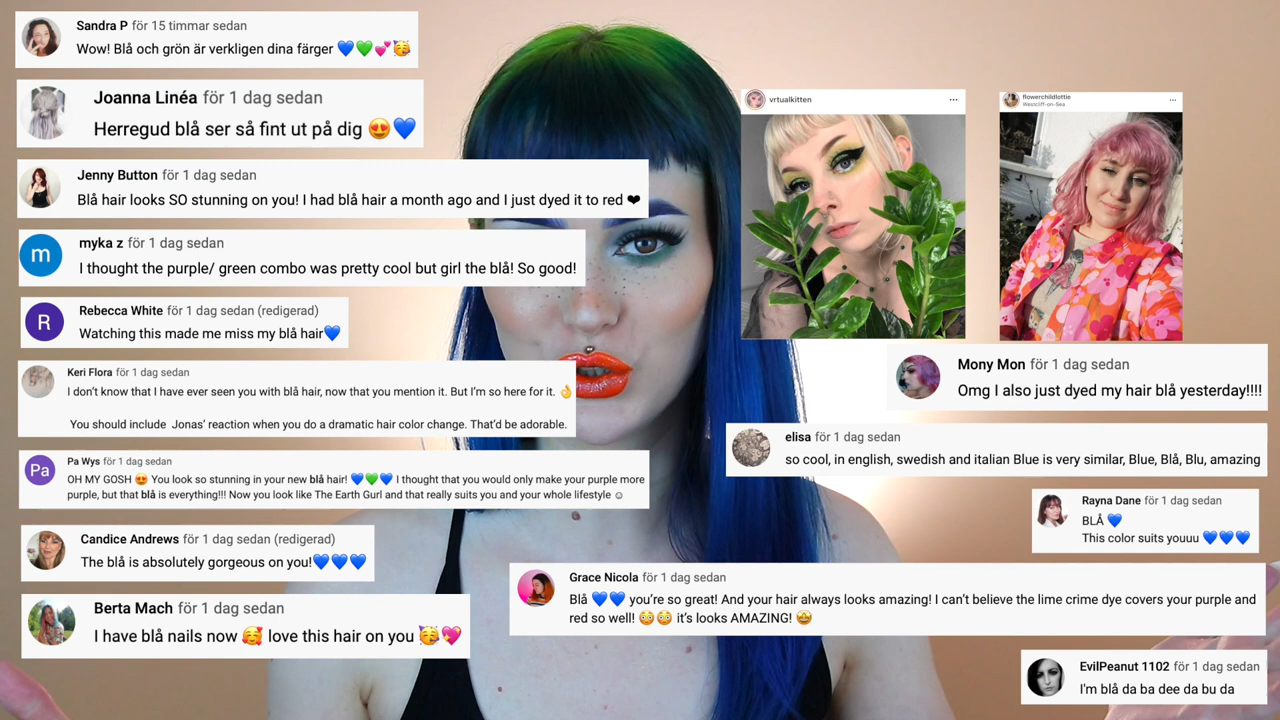 Sandra P för 15 timmar sedan
Wow! Blå och grön är verkligen dina färger 💙💚💕🥳
Joanna Linéa för 1 dag sedan
Herregud blå ser så fint ut på dig 😍💙
Jenny Button för 1 dag sedan
Blå hair looks SO stunning on you! I had blå hair a month ago and I just dyed it to red ❤
m
myka z för 1 dag sedan
I thought the purple/ green combo was pretty cool but girl the blå! So good!
R
Rebecca White för 1 dag sedan (redigerad)
Watching this made me miss my blå hair💙
Keri Flora för 1 dag sedan
I don’t know that I have ever seen you with blå hair, now that you mention it. But I’m so here for it. 👌
You should include Jonas’ reaction when you do a dramatic hair color change. That’d be adorable.
Pa
Pa Wys för 1 dag sedan
OH MY GOSH 😍 You look so stunning in your new blå hair! 💙💚💙 I thought that you would only make your purple more
purple, but that blå is everything!!! Now you look like The Earth Gurl and that really suits you and your whole lifestyle ☺
Candice Andrews för 1 dag sedan (redigerad)
The blå is absolutely gorgeous on you!💙💙💙
Berta Mach för 1 dag sedan
I have blå nails now 🥰 love this hair on you 🥳💖
vrtualkitten
flowerchildlottie
Westcliff-on-Sea
Mony Mon för 1 dag sedan
Omg I also just dyed my hair blå yesterday!!!!
elisa för 1 dag sedan
so cool, in english, swedish and italian Blue is very similar, Blue, Blå, Blu, amazing
Rayna Dane för 1 dag sedan
BLÅ 💙
This color suits youuu 💙💙💙
Grace Nicola för 1 dag sedan
Blå 💙💙 you’re so great! And your hair always looks amazing! I can’t believe the lime crime dye covers your purple and
red so well! 😳😳 it’s looks AMAZING! 🤩
EvilPeanut 1102 för 1 dag sedan
I'm blå da ba dee da bu da